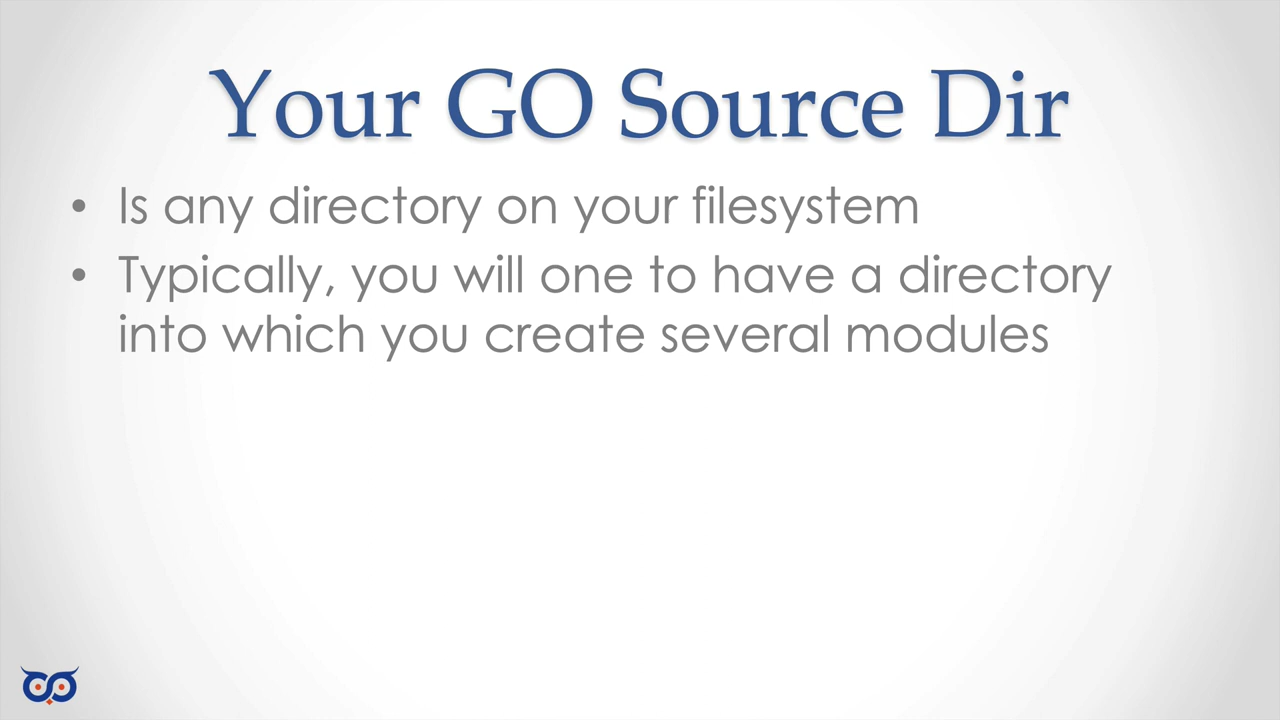 Your GO Source Dir
• Is any directory on your filesystem
• Typically, you will one to have a directory
into which you create several modules